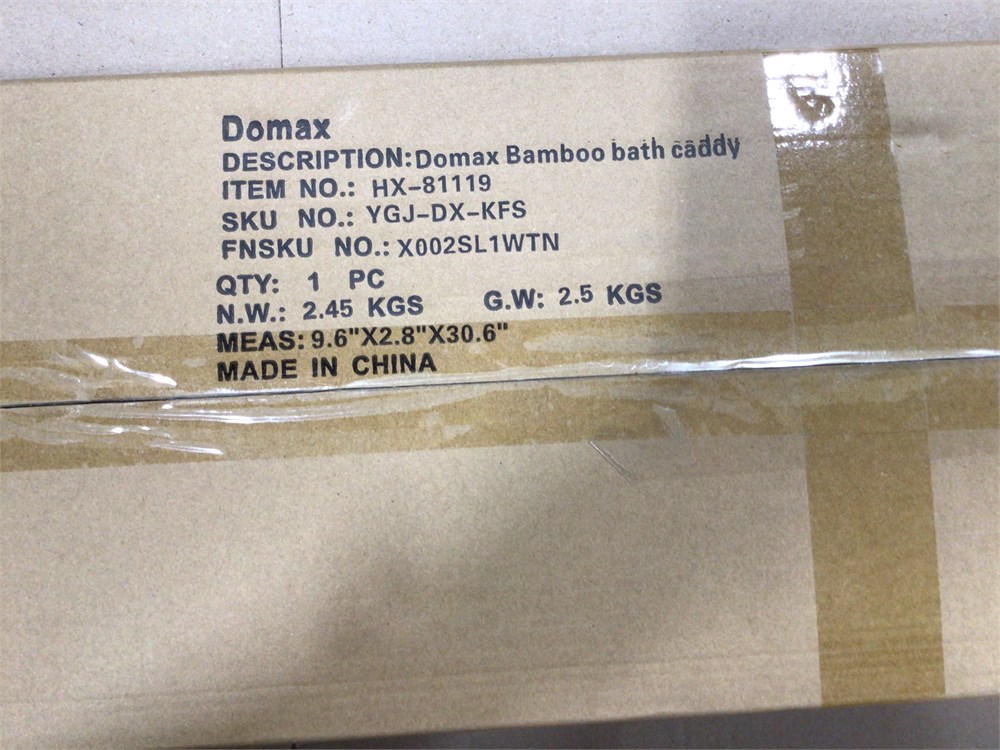 Domax
DESCRIPTION:Domax Bamboo bath caddy
ITEM NO.: HX-81119
SKU NO.: YGJ-DX-KFS
FNSKU NO.: X002SL1WTN
QTY: 1 PC
N.W.: 2.45 KGS G.W: 2.5 KGS
MEAS: 9.6"X2.8"X30.6"
MADE IN CHINA